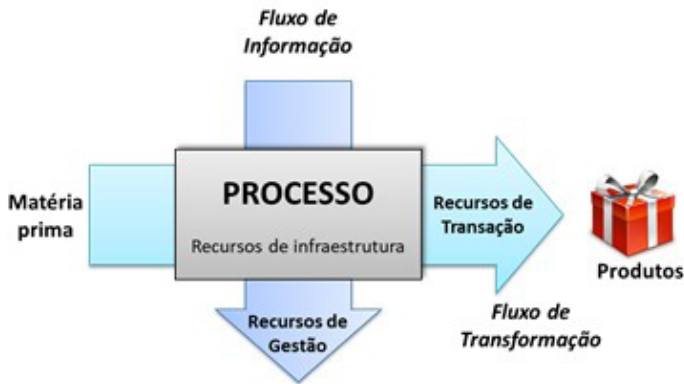 Fluxo de
Informação
Matéria
prima
PROCESSO
Recursos de infraestrutura
Recursos de
Transação
Produtos
Recursos de
Gestão
Fluxo de
Transformação